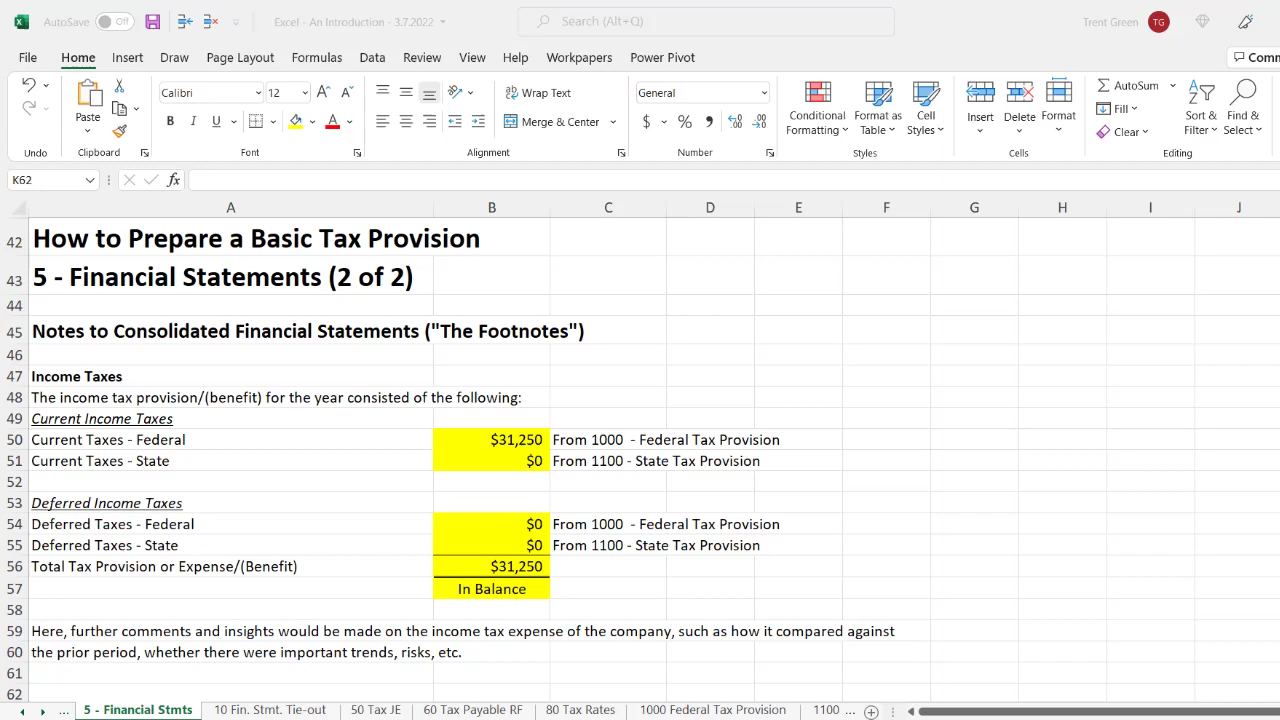 AutoSave Off Excel - An Introduction - 3.7.2022 Search (Alt+Q) Trent Green TG
File Home Insert Draw Page Layout Formulas Data Review View Help Workpapers Power Pivot Comm
Calibri 12 Wrap Text General AutoSum
Paste Conditional Format as Cell Insert Delete Format Fill Sort & Find &
B I U Merge & Center $ % Formatting Table Styles Clear Filter Select
Undo Clipboard Font Alignment Number Styles Cells Editing
K62 fx
A B C D E F G H I J
42 How to Prepare a Basic Tax Provision
43 5 - Financial Statements (2 of 2)
44
45 Notes to Consolidated Financial Statements ("The Footnotes")
46
47 Income Taxes
48 The income tax provision/(benefit) for the year consisted of the following:
49 Current Income Taxes
50 Current Taxes - Federal $31,250 From 1000 - Federal Tax Provision
51 Current Taxes - State $0 From 1100 - State Tax Provision
52
53 Deferred Income Taxes
54 Deferred Taxes - Federal $0 From 1000 - Federal Tax Provision
55 Deferred Taxes - State $0 From 1100 - State Tax Provision
56 Total Tax Provision or Expense/(Benefit) $31,250
57 In Balance
58
59 Here, further comments and insights would be made on the income tax expense of the company, such as how it compared against
60 the prior period, whether there were important trends, risks, etc.
61
62
... 5 - Financial Stmts 10 Fin. Stmt. Tie-out 50 Tax JE 60 Tax Payable RF 80 Tax Rates 1000 Federal Tax Provision 1100 ...